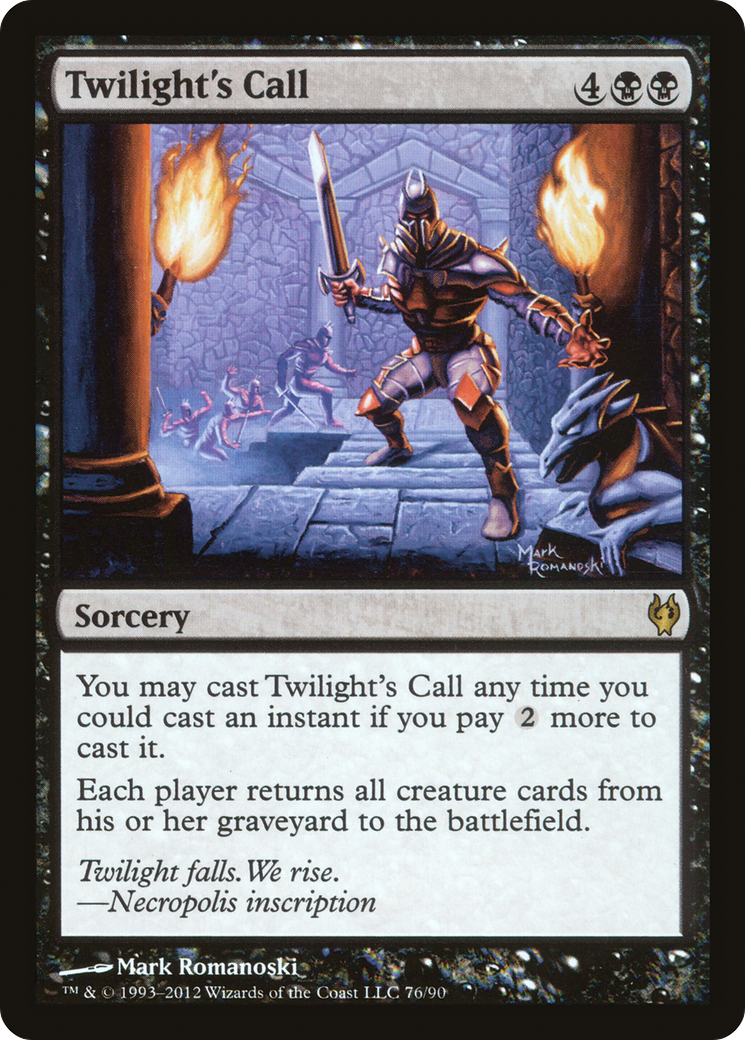 Twilight's Call 4
Mark
Romanoski
Sorcery
You may cast Twilight's Call any time you
could cast an instant if you pay 2 more to
cast it.
Each player returns all creature cards from
his or her graveyard to the battlefield.
Twilight falls. We rise.
—Necropolis inscription
Mark Romanoski
™ & © 1993–2012 Wizards of the Coast LLC 76/90